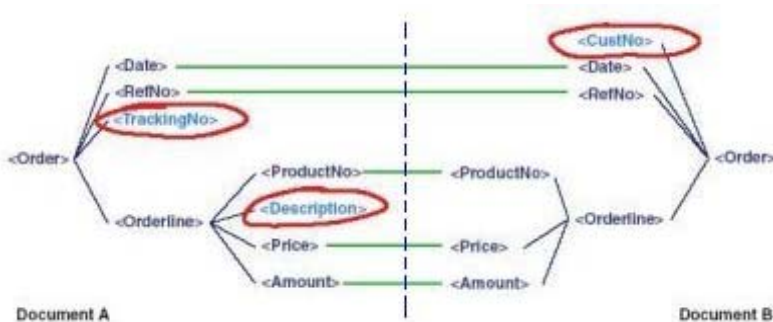 <CustNo>
<Date> <Date>
<RefNo> <RefNo>
<TrackingNo>
<Order> <Order>
<ProductNo> <ProductNo>
<Description>
<Orderline> <Orderline>
<Price> <Price>
<Amount> <Amount>
Document A Document B